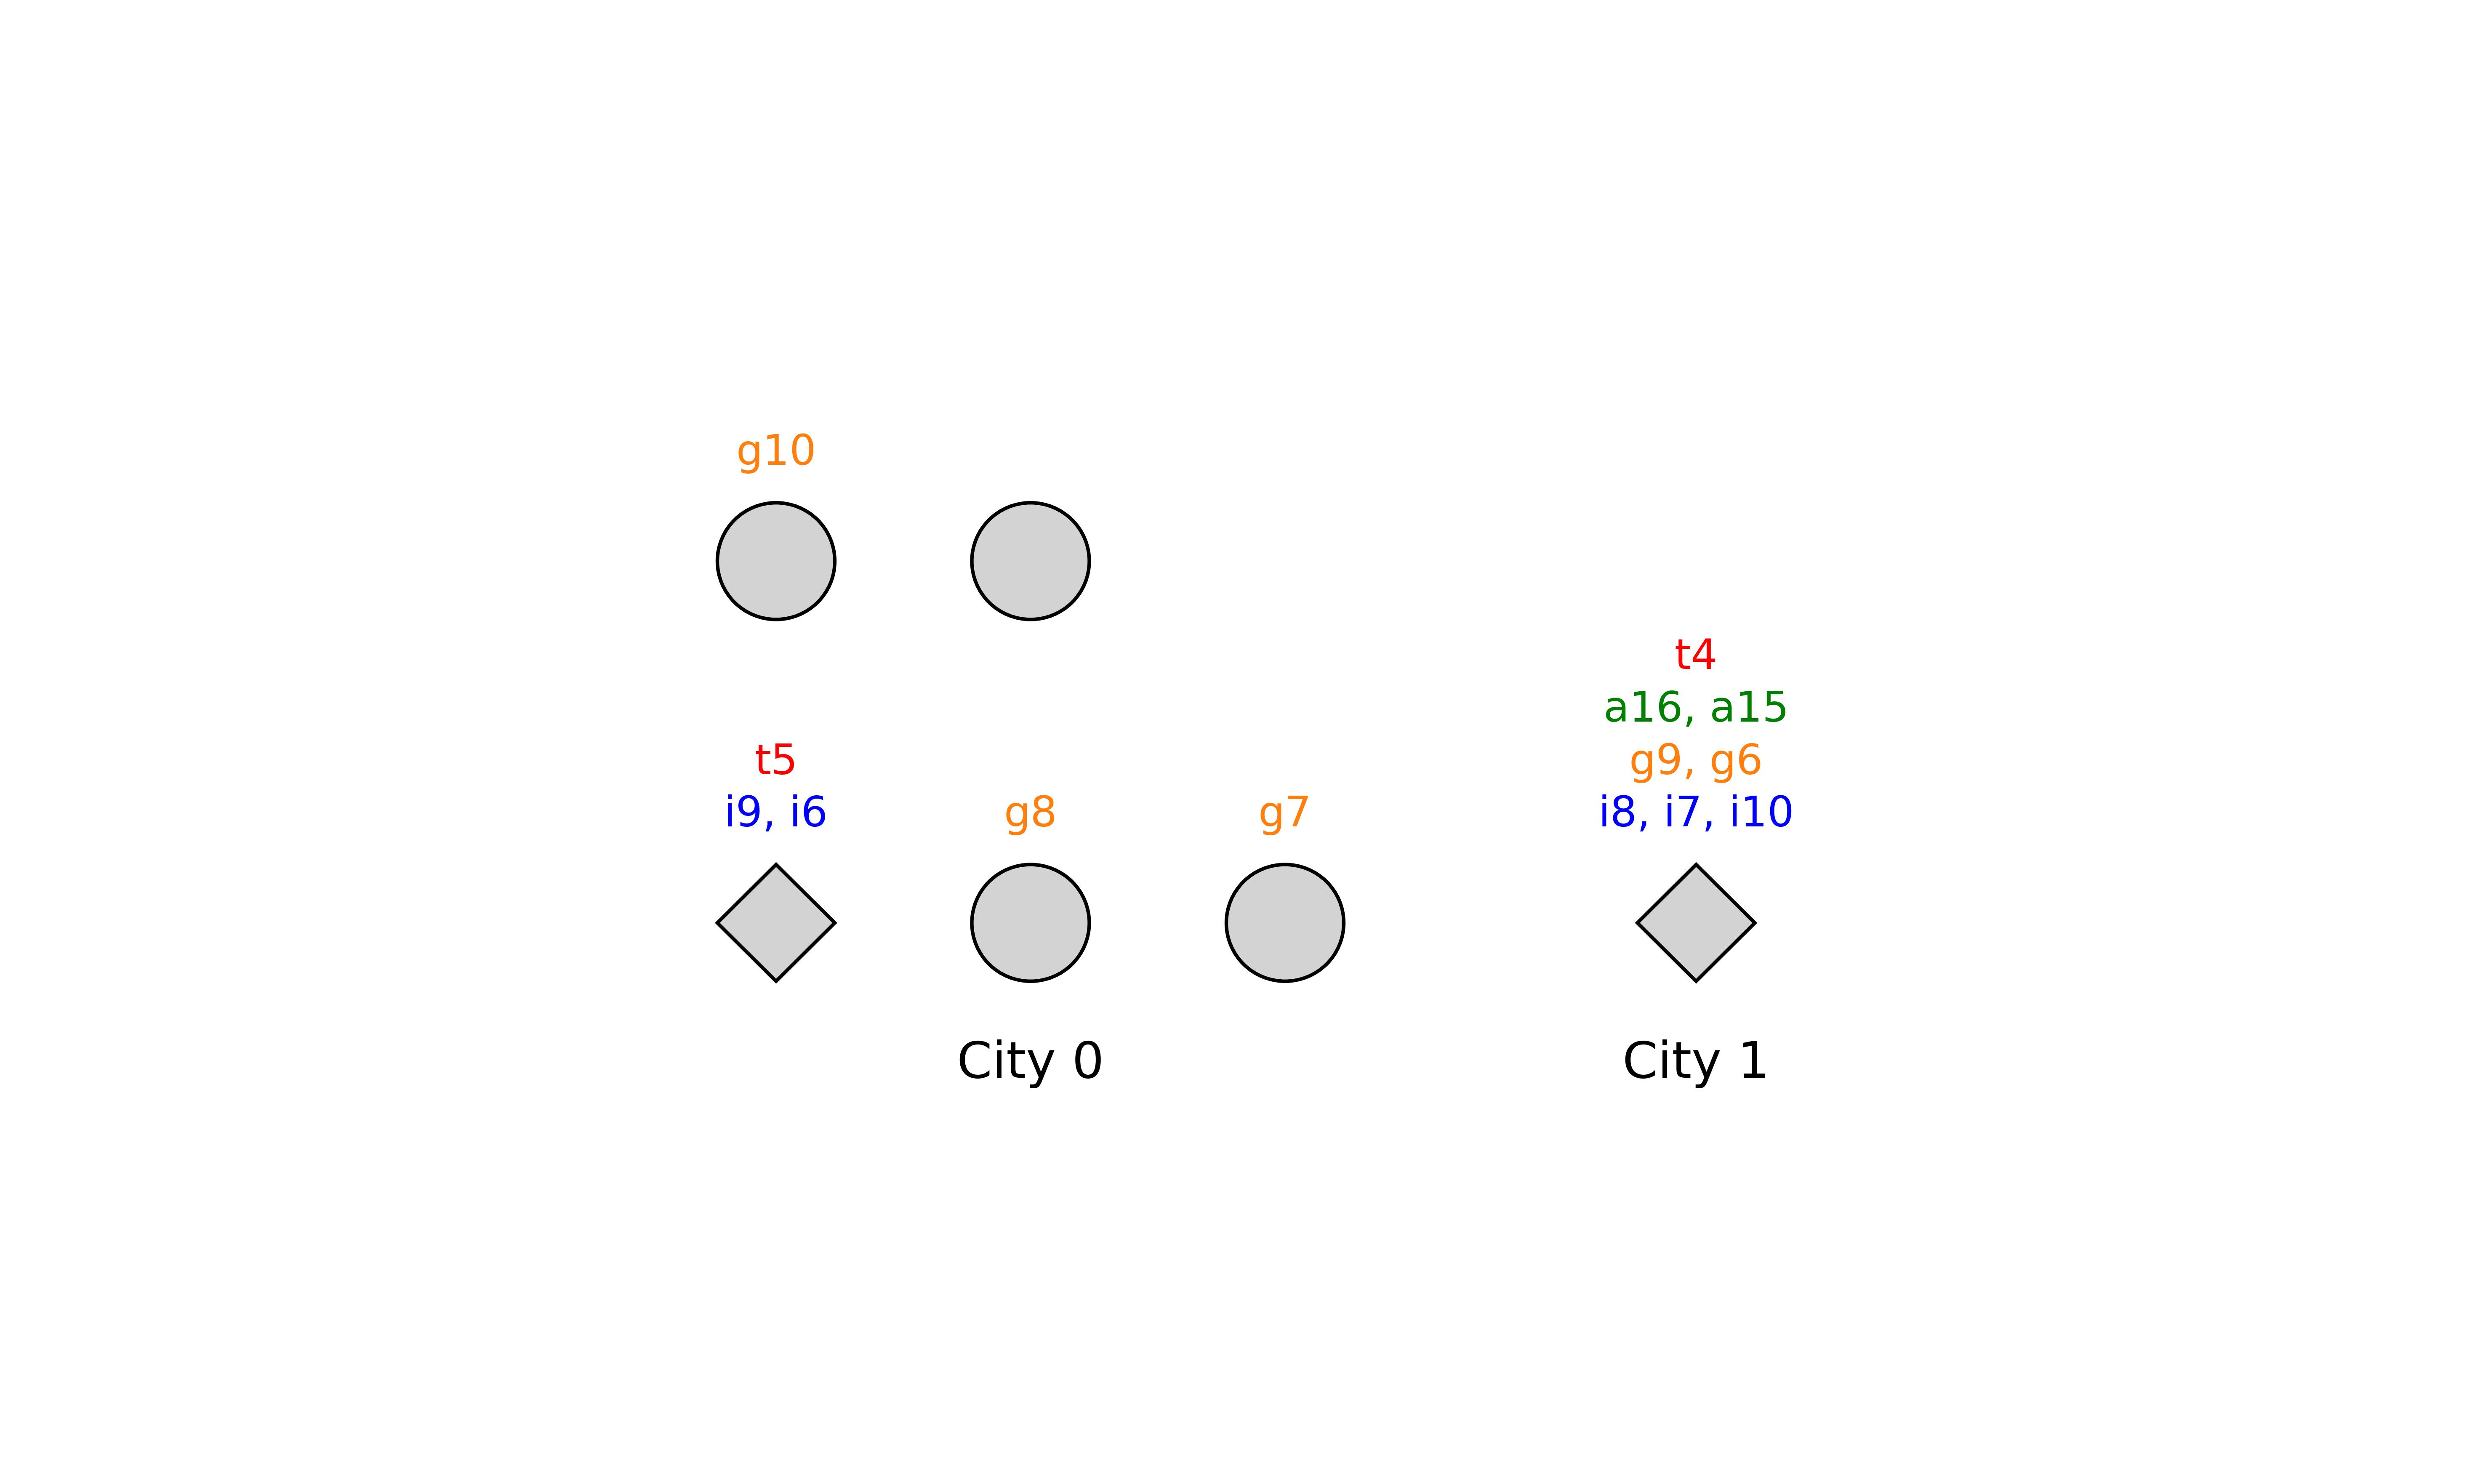 g10
t5
i9, i6
g8
g7
t4
a16, a15
g9, g6
i8, i7, i10
City 0
City 1